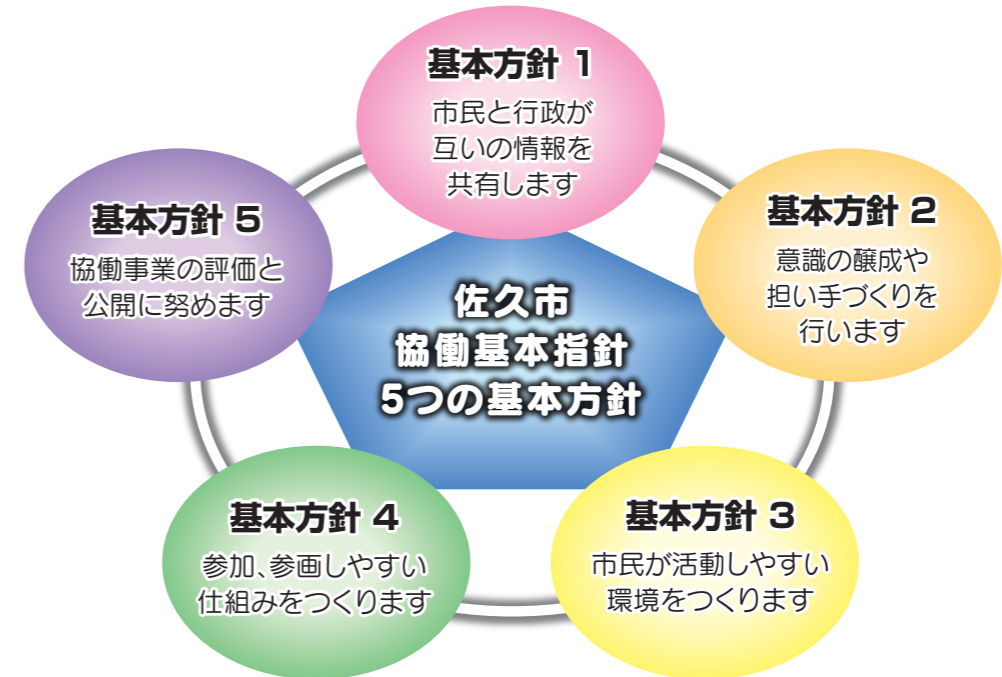 基本方針 1
市民と行政が
互いの情報を
共有します
基本方針 2
意識の醸成や
担い手づくりを
行います
基本方針 3
市民が活動しやすい
環境をつくります
基本方針 4
参加、参画しやすい
仕組みをつくります
基本方針 5
協働事業の評価と
公開に努めます
佐久市
協働基本指針
5つの基本方針